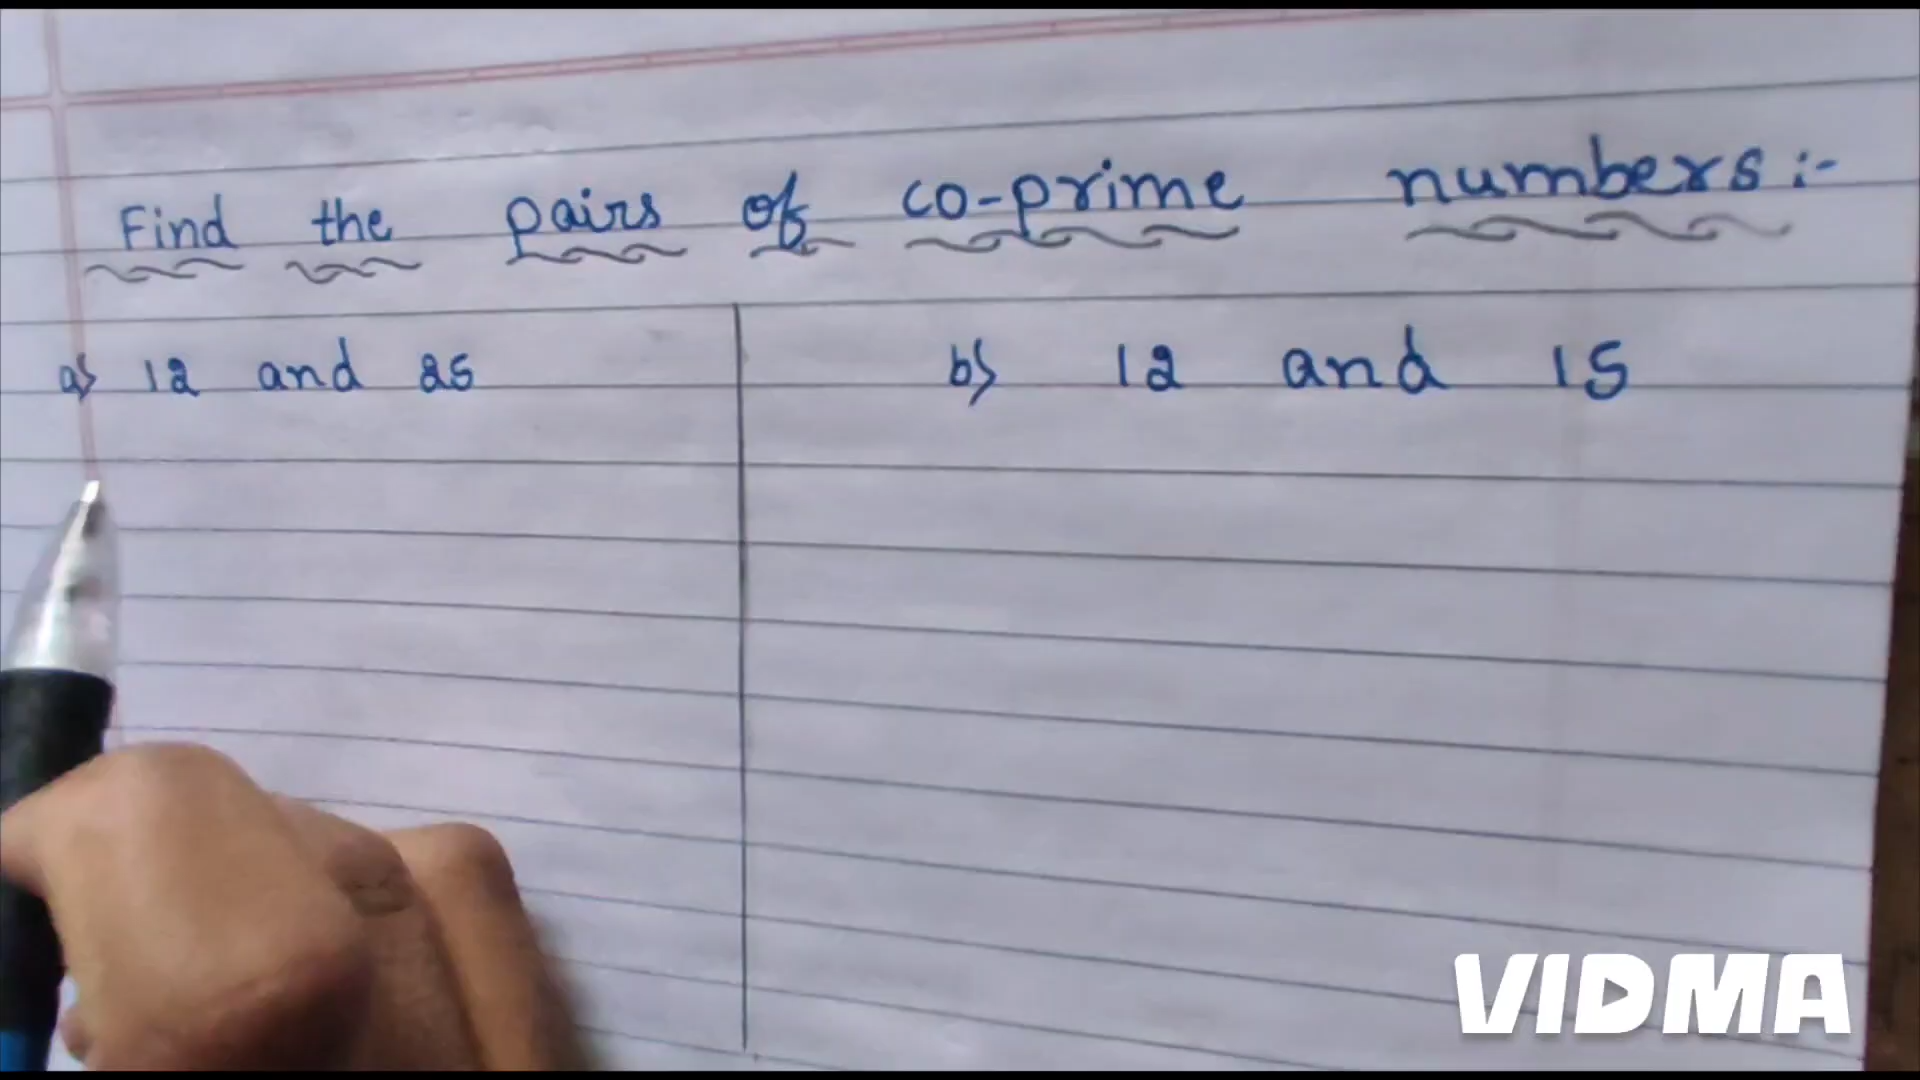 Find the pairs of co-prime numbers:-
a) 12 and 25
b) 12 and 15
VIDMA